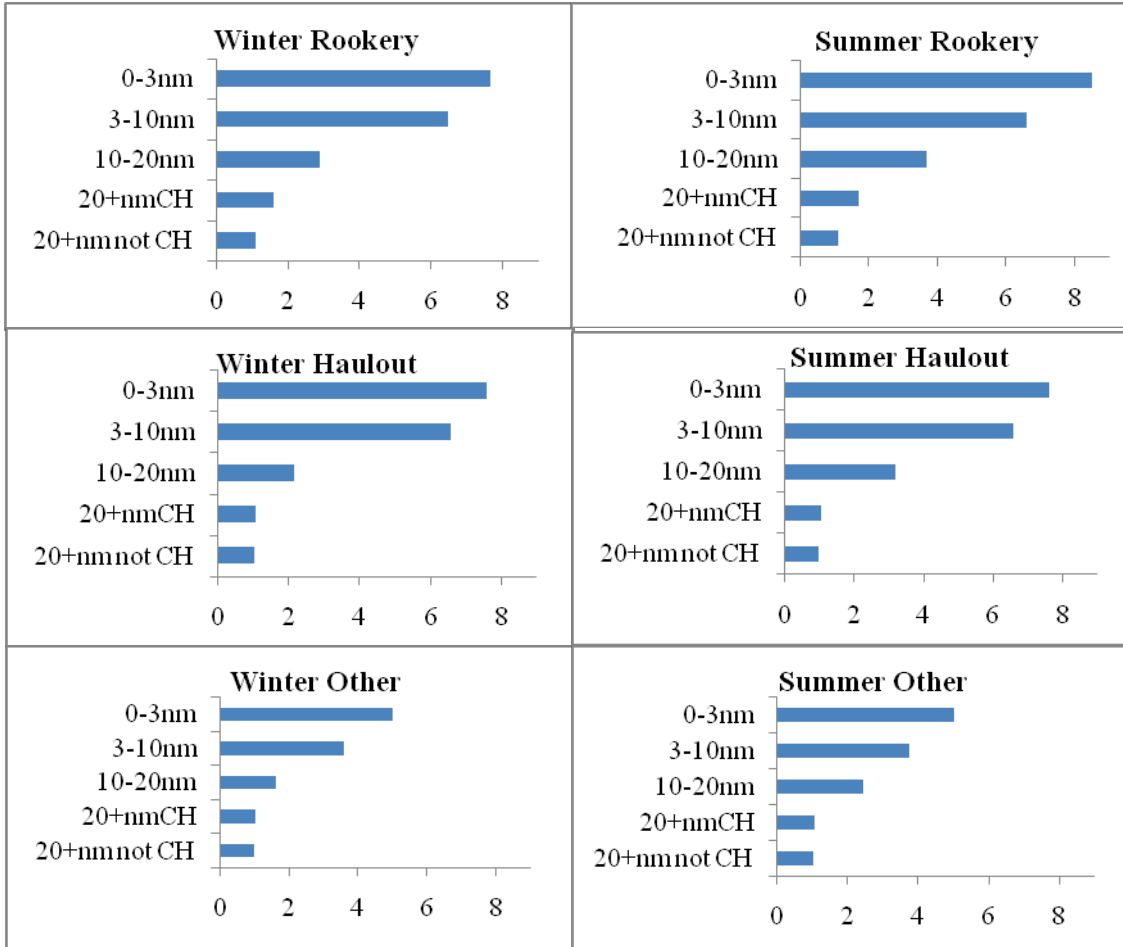 Winter Rookery
0-3nm
3-10nm
10-20nm
20+nmCH
20+nm not CH
0 2 4 6 8
Summer Rookery
0-3nm
3-10nm
10-20nm
20+nmCH
20+nm not CH
0 2 4 6 8
Winter Haulout
0-3nm
3-10nm
10-20nm
20+nmCH
20+nm not CH
0 2 4 6 8
Summer Haulout
0-3nm
3-10nm
10-20nm
20+nmCH
20+nm not CH
0 2 4 6 8
Winter Other
0-3nm
3-10nm
10-20nm
20+nmCH
20+nm not CH
0 2 4 6 8
Summer Other
0-3nm
3-10nm
10-20nm
20+nmCH
20+nm not CH
0 2 4 6 8